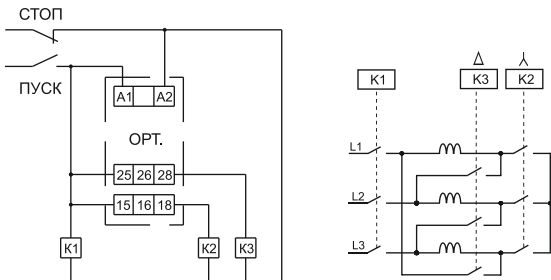 СТОП
ПУСК
A1 A2
ОРТ.
25 26 28
15 16 18
K1 K2 K3
Δ Y
K1 K3 K2
L1
L2
L3